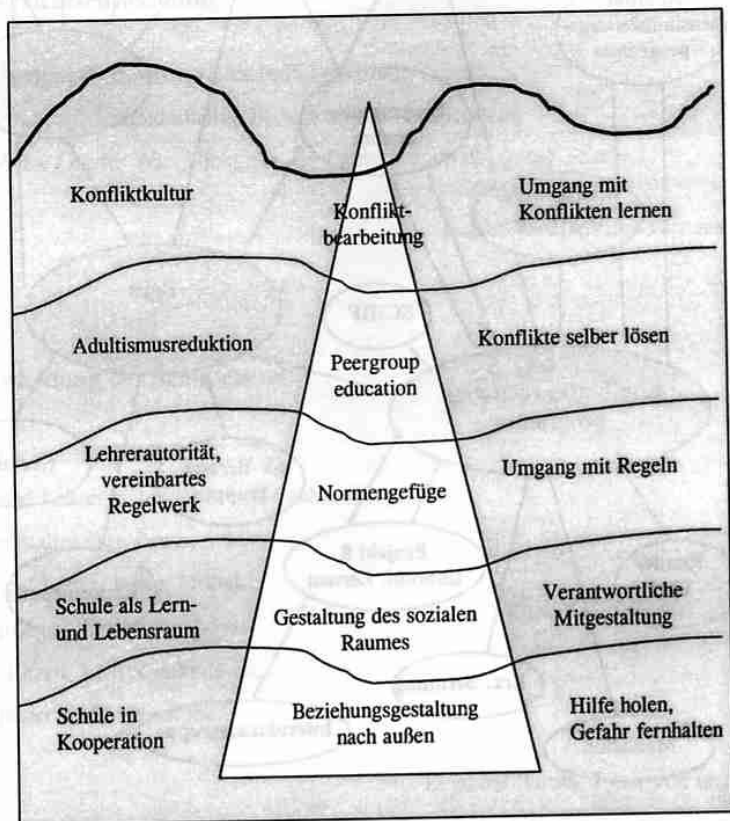 Konfliktkultur
Konflikt-
bearbeitung
Umgang mit
Konflikten lernen
Adultismusreduktion
Peergroup
education
Konflikte selber lösen
Lehrerautorität,
vereinbartes
Regelwerk
Normengefüge
Umgang mit Regeln
Schule als Lern-
und Lebensraum
Gestaltung des sozialen
Raumes
Verantwortliche
Mitgestaltung
Schule in
Kooperation
Beziehungsgestaltung
nach außen
Hilfe holen,
Gefahr fernhalten